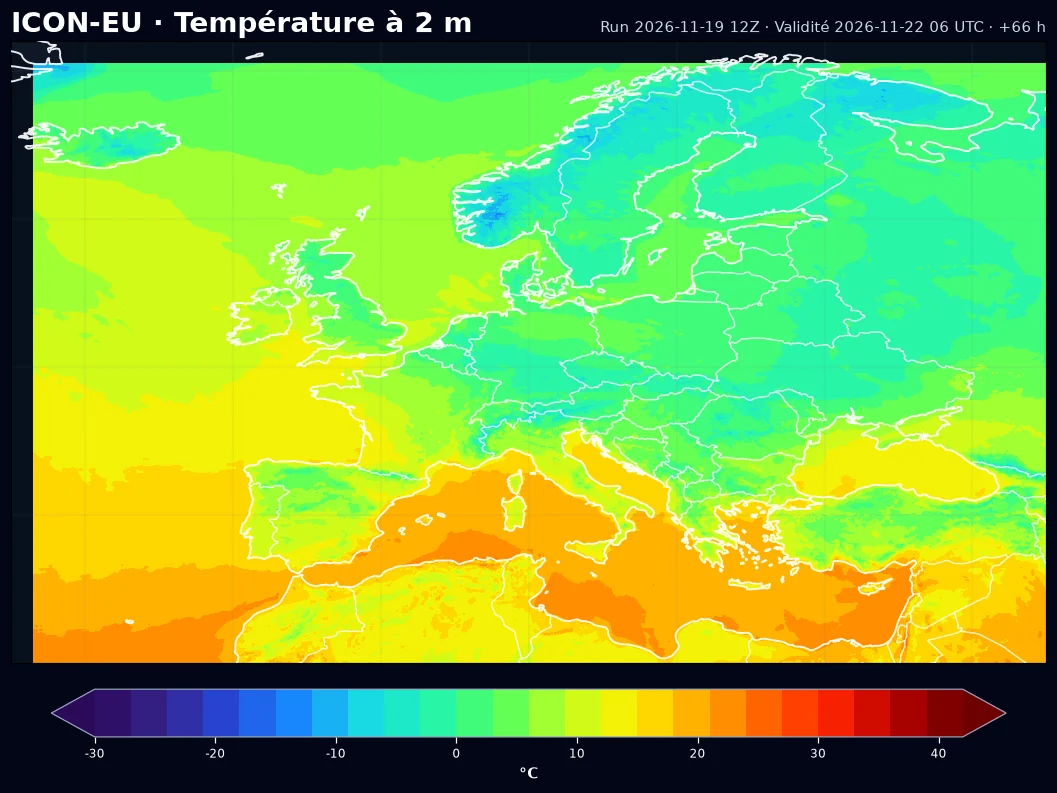 ICON-EU · Température à 2 m
Run 2026-11-19 12Z · Validité 2026-11-22 06 UTC · +66 h
-30 -20 -10 0 10 20 30 40
°C